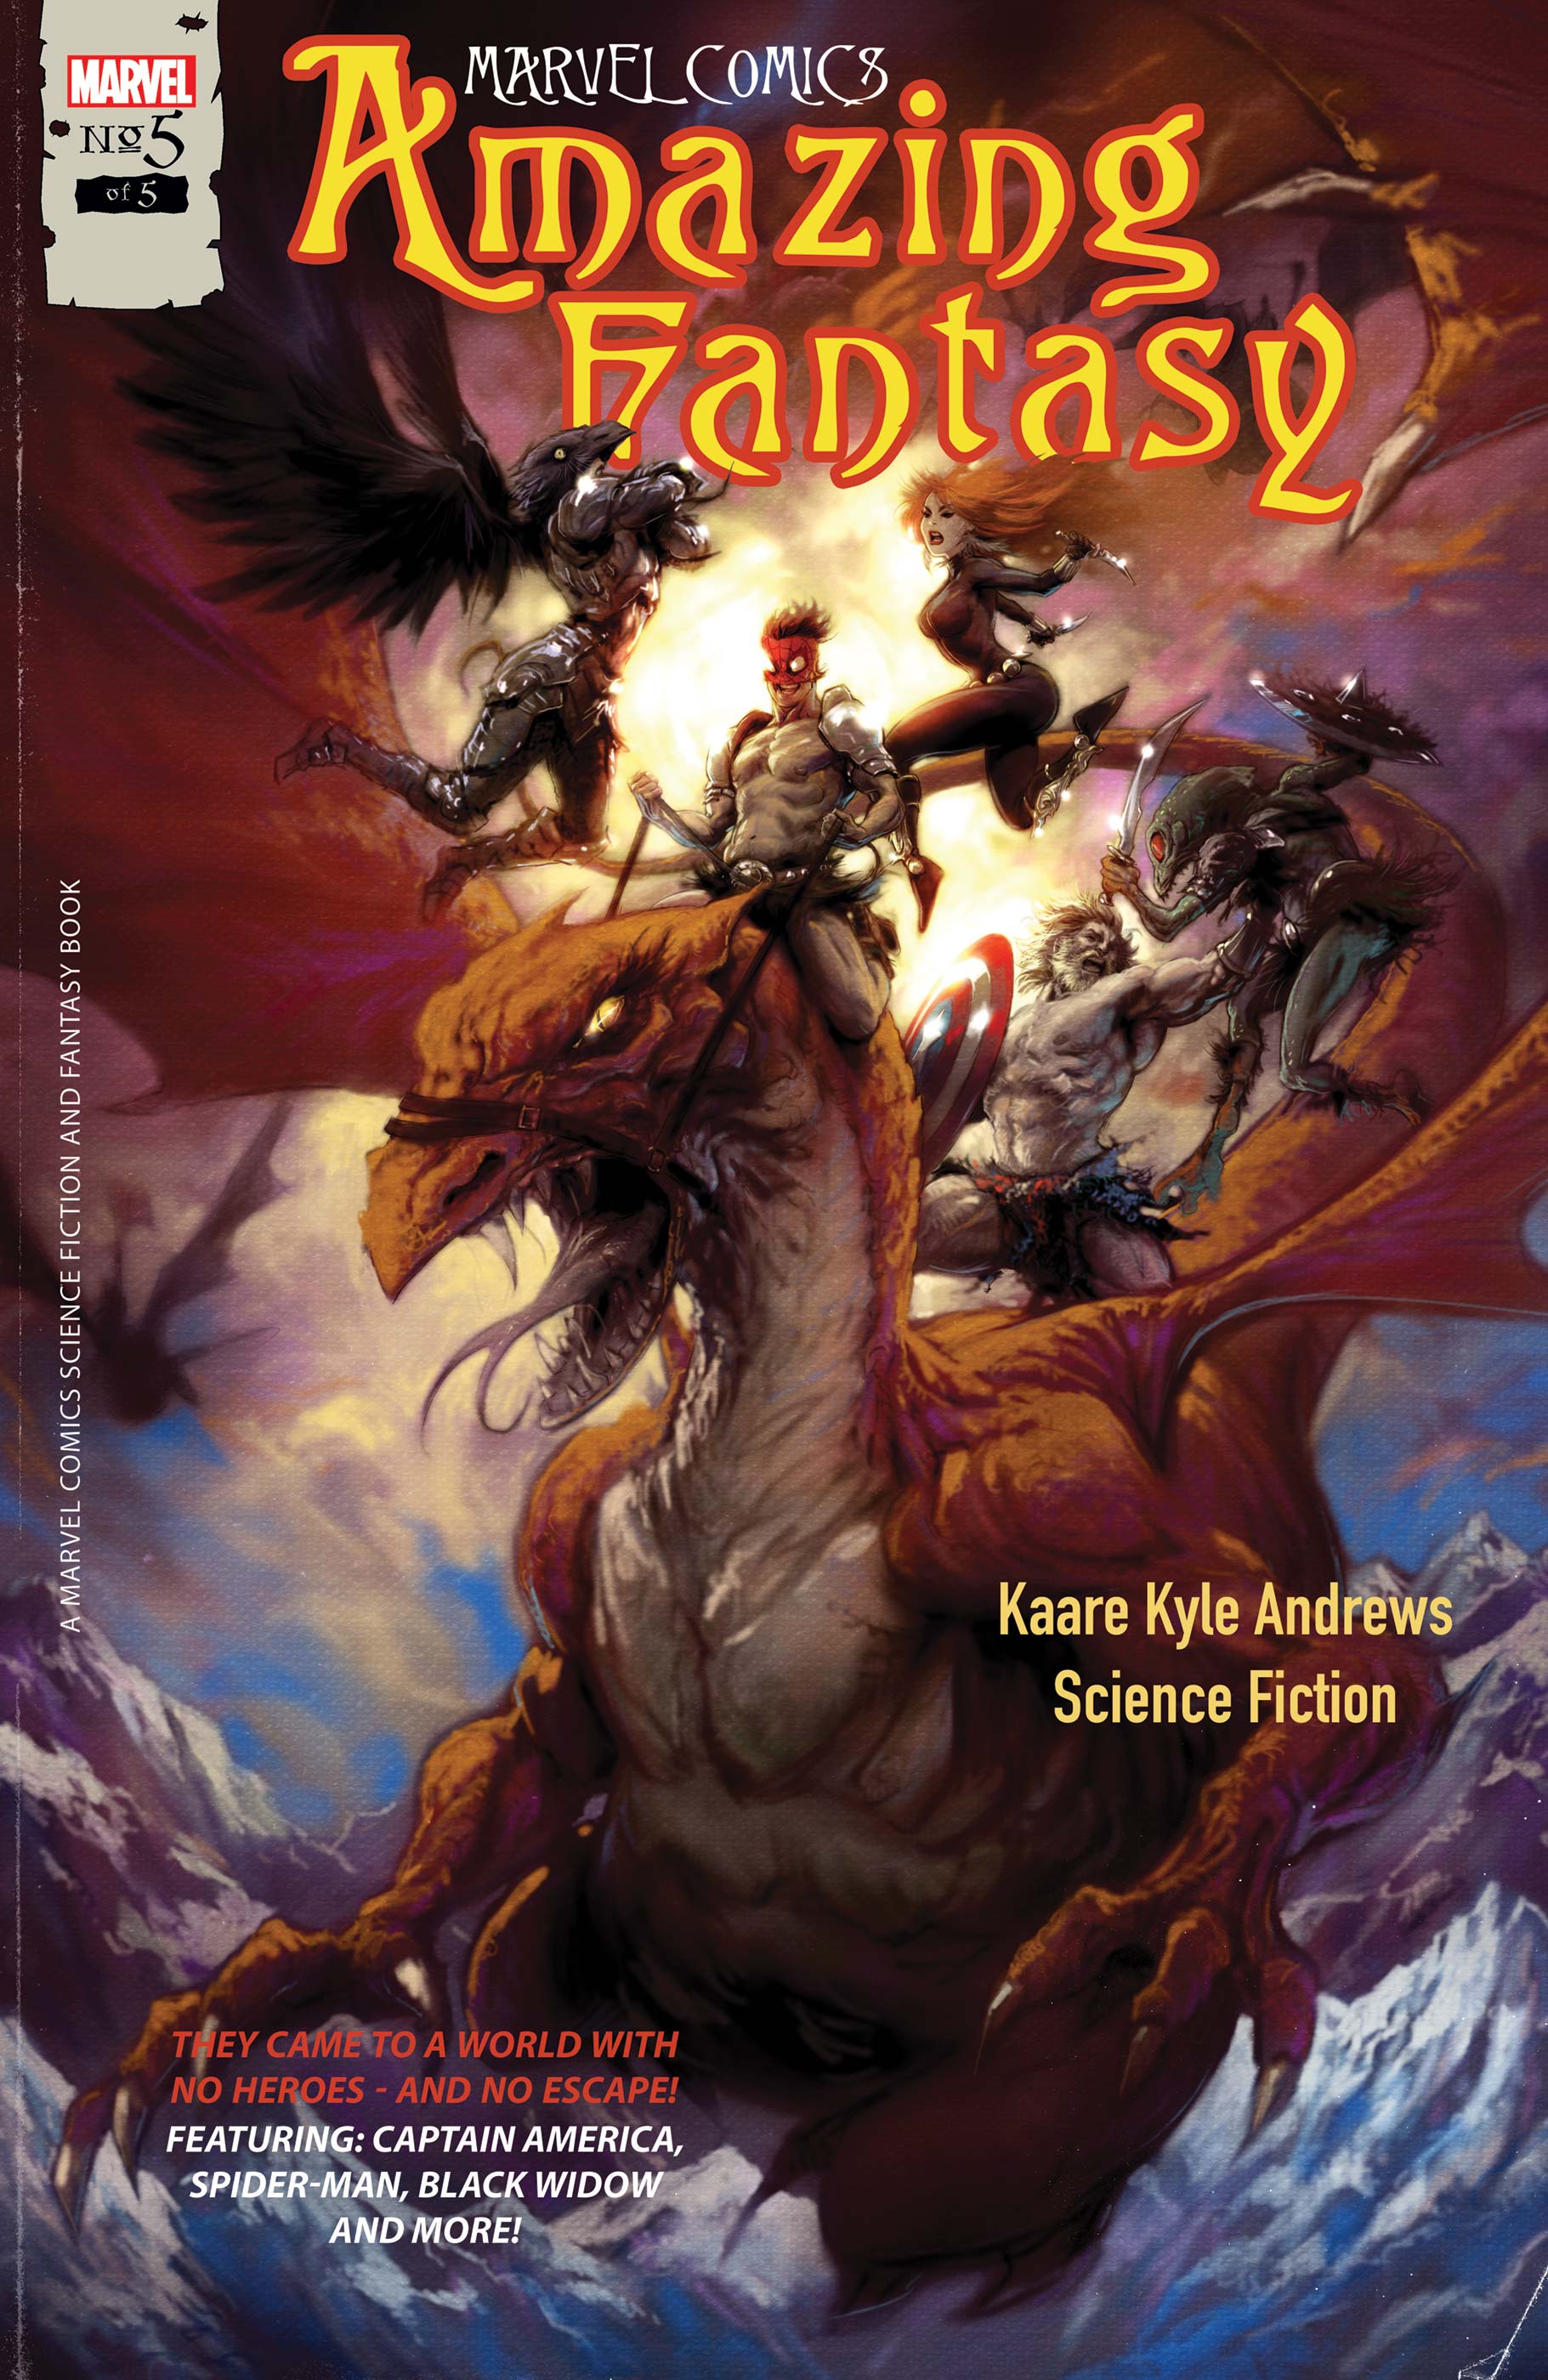 MARVEL
No 5
of 5
MARVEL COMICS
Amazing
Fantasy
A MARVEL COMICS SCIENCE FICTION AND FANTASY BOOK
Kaare Kyle Andrews
Science Fiction
THEY CAME TO A WORLD WITH
NO HEROES - AND NO ESCAPE!
FEATURING: CAPTAIN AMERICA,
SPIDER-MAN, BLACK WIDOW
AND MORE!